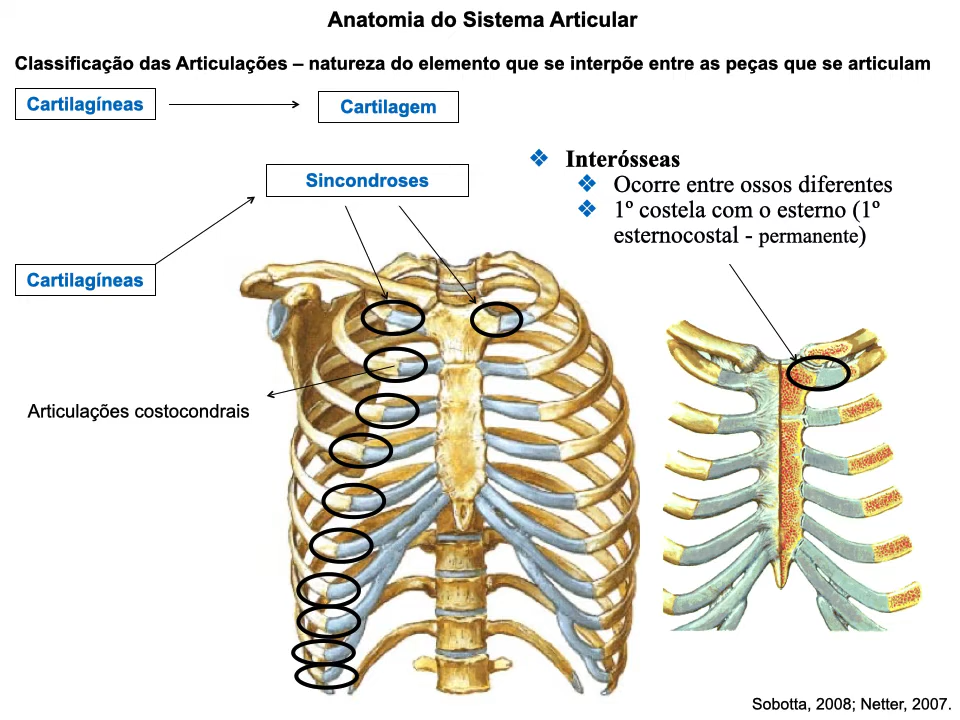 Anatomia do Sistema Articular
Classificação das Articulações – natureza do elemento que se interpõe entre as peças que se articulam
Cartilagíneas
Cartilagem
Sincondroses
❖ Interósseas
❖ Ocorre entre ossos diferentes
❖ 1º costela com o esterno (1º
esternocostal - permanente)
Cartilagíneas
Articulações costocondrais
Sobotta, 2008; Netter, 2007.